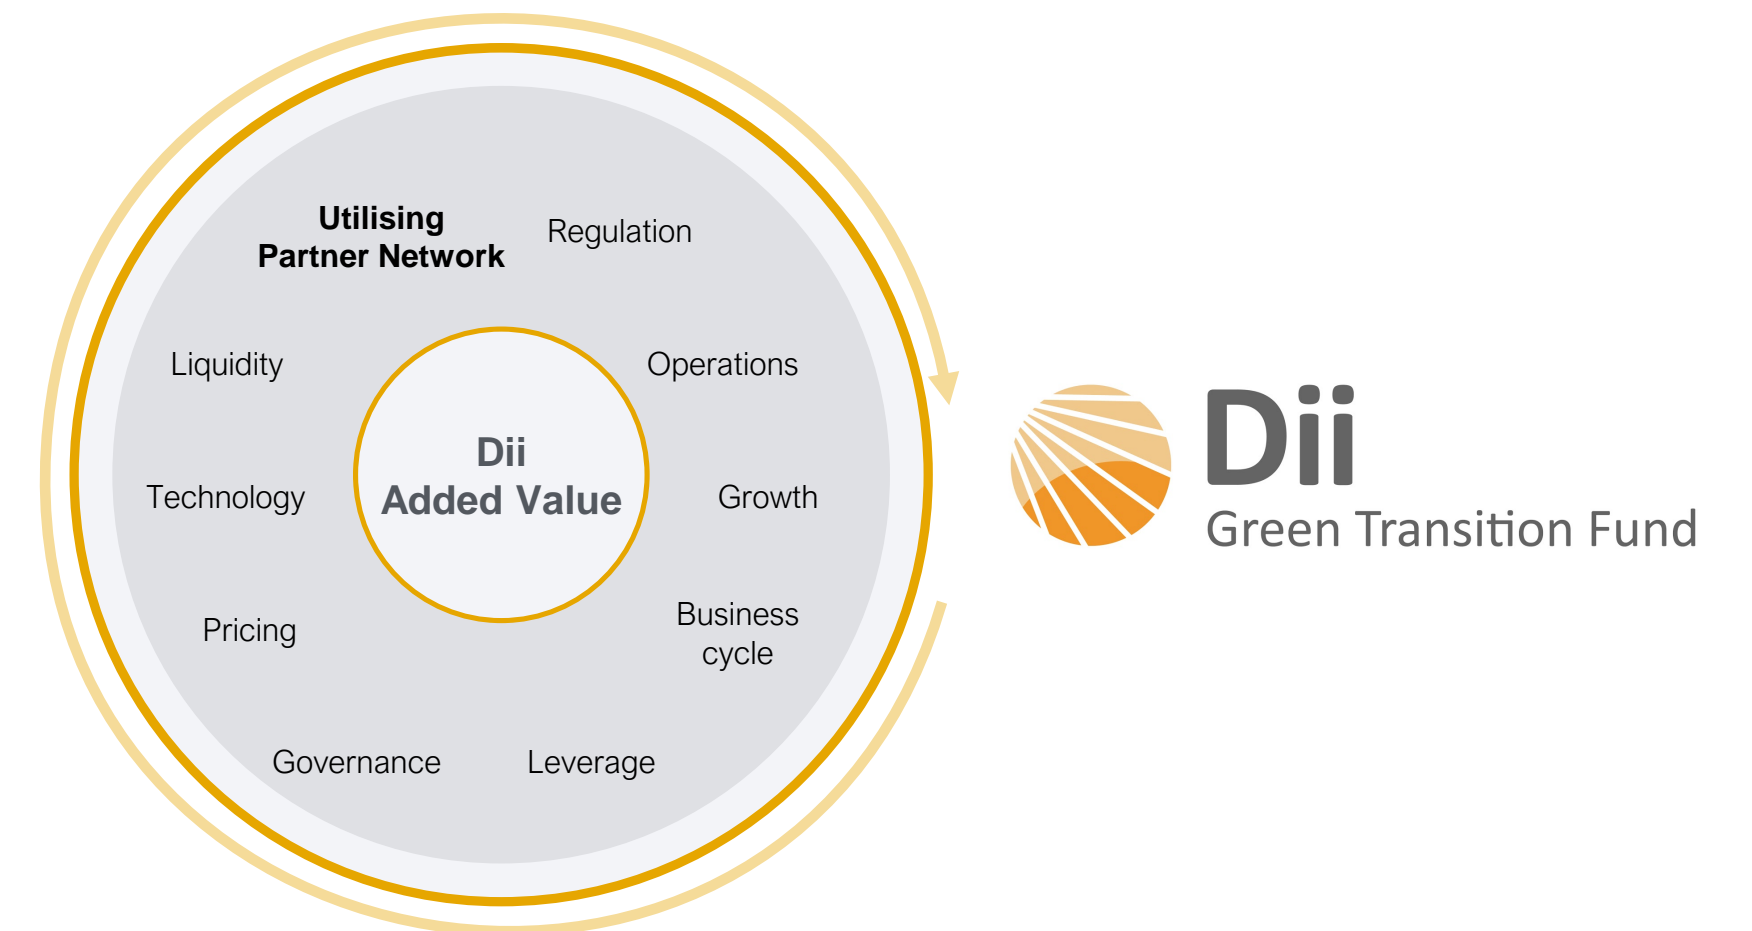 Utilising
Partner Network
Regulation
Liquidity
Operations
Dii
Added Value
Technology
Growth
Pricing
Business
cycle
Governance
Leverage
Dii
Green Transition Fund